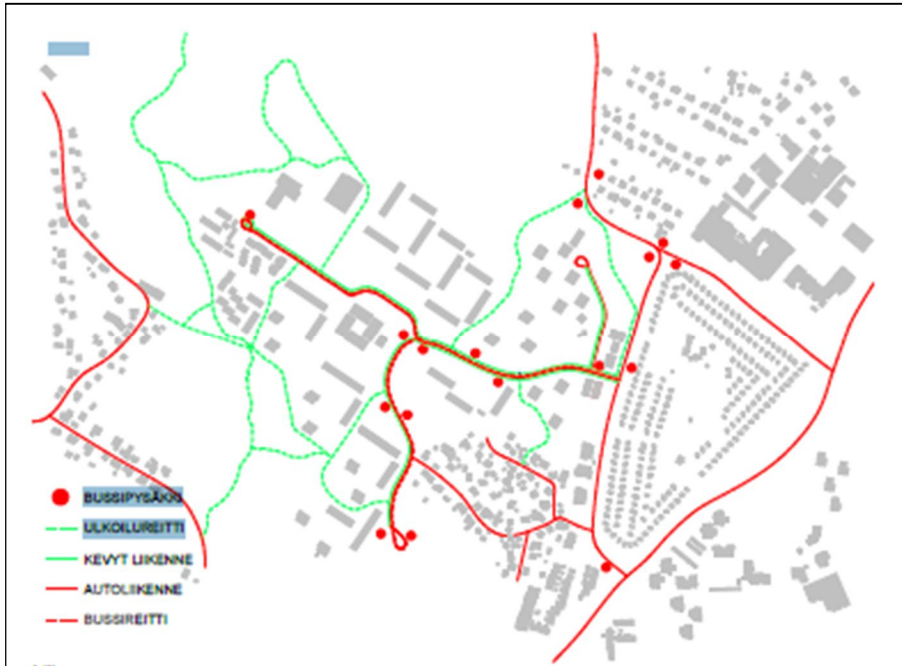 BUSSIPYSÄKKI
ULKOILUREITTI
KEVYT LIIKENNE
AUTOLIIKENNE
BUSSIREITTI